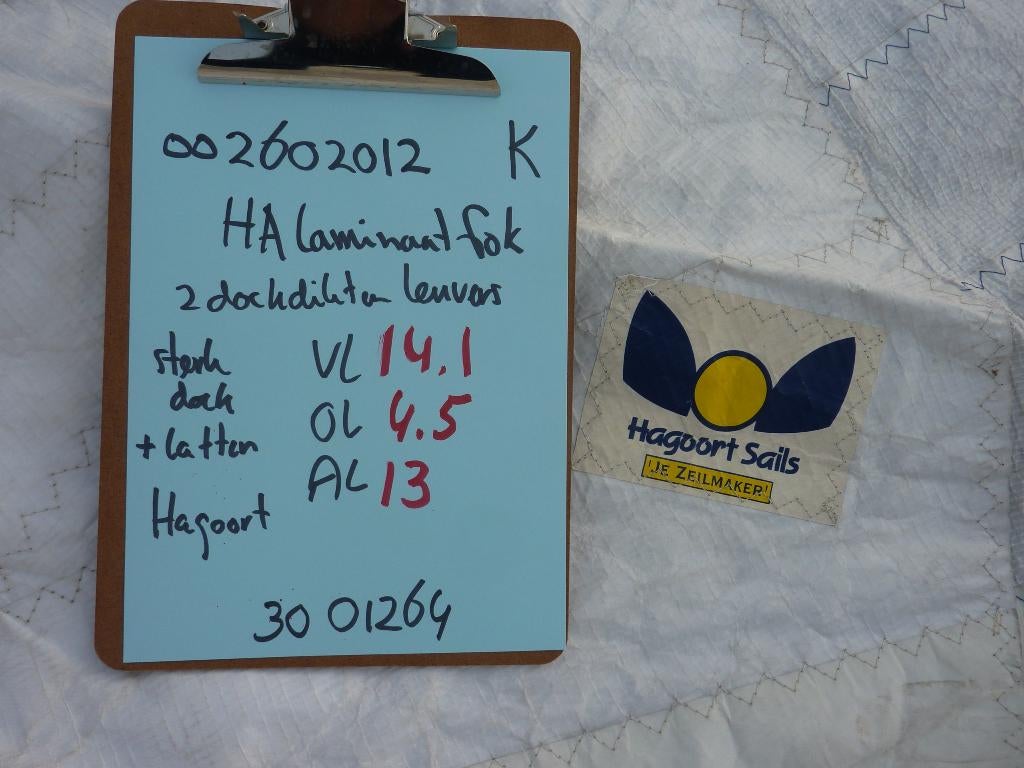 002602012 K
HA laminaat fok
2 doekdikten leuvers
sterk
doek
+ latten
VL 14.1
OL 4.5
AL 13
Hagoort
30 01264
Hagoort Sails
'JE ZEILMAKER!'